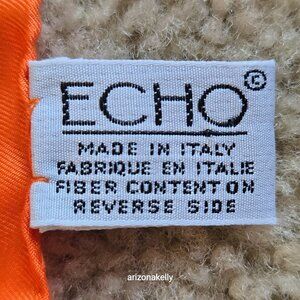 ECHO©
MADE IN ITALY
FABRIQUE EN ITALIE
FIBER CONTENT ON
REVERSE SIDE
arizonakelly